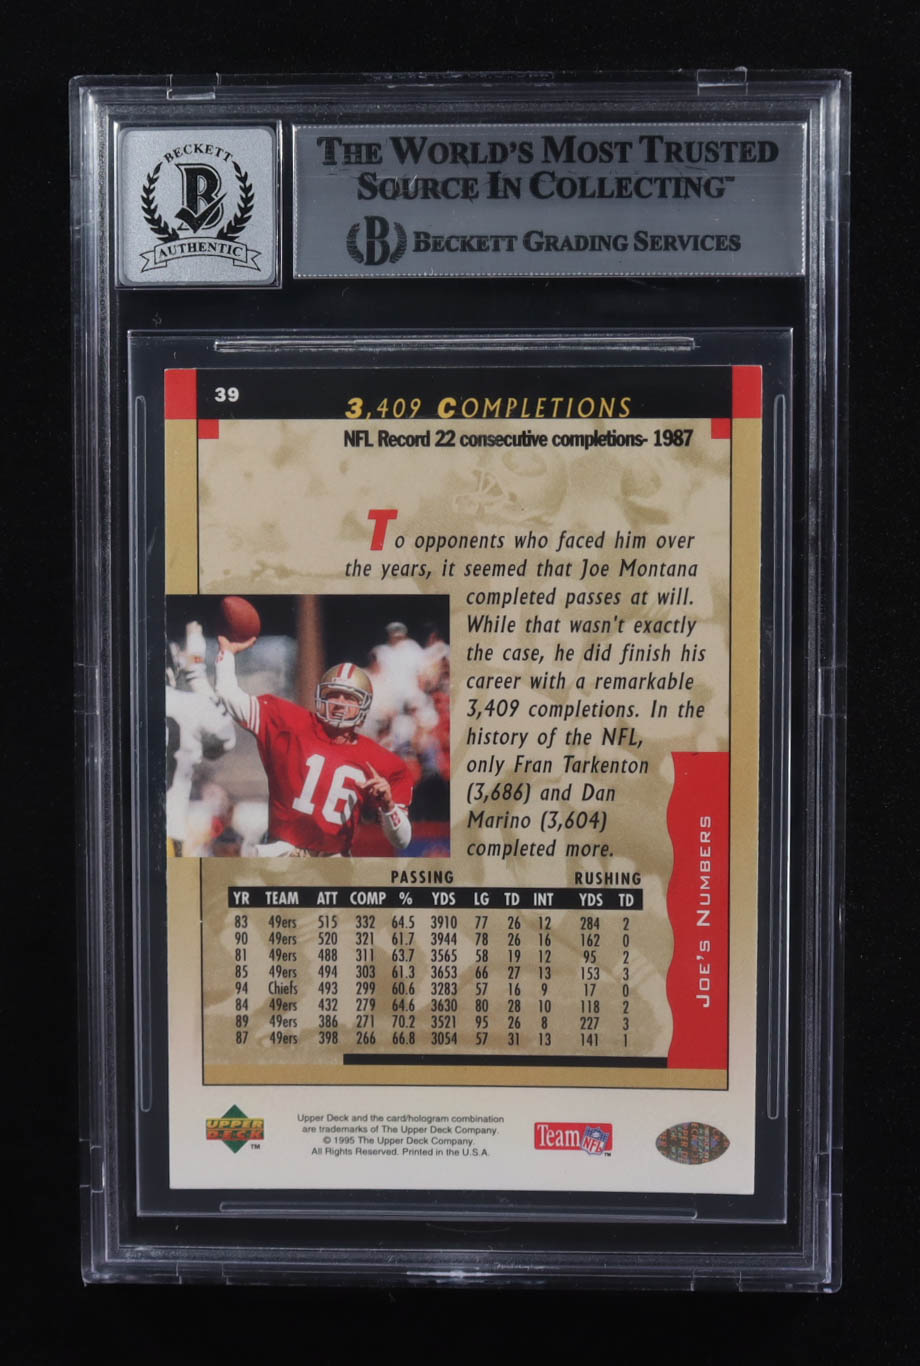 BECKETT
B
AUTHENTIC
THE WORLD'S MOST TRUSTED
SOURCE IN COLLECTING™
B BECKETT GRADING SERVICES
39
3,409 COMPLETIONS
NFL Record 22 consecutive completions- 1987
To opponents who faced him over
the years, it seemed that Joe Montana
completed passes at will.
While that wasn't exactly
the case, he did finish his
career with a remarkable
3,409 completions. In the
history of the NFL,
only Fran Tarkenton
(3,686) and Dan
Marino (3,604)
completed more.
16
JOE'S NUMBERS
PASSING RUSHING
YR TEAM ATT COMP % YDS LG TD INT YDS TD
83 49ers 515 332 64.5 3910 77 26 12 284 2
90 49ers 520 321 61.7 3944 78 26 16 162 0
81 49ers 488 311 63.7 3565 58 19 12 95 2
85 49ers 494 303 61.3 3653 66 27 13 153 3
94 Chiefs 493 299 60.6 3283 57 16 9 17 0
84 49ers 432 279 64.6 3630 80 28 10 118 2
89 49ers 386 271 70.2 3521 95 26 8 227 3
87 49ers 398 266 66.8 3054 57 31 13 141 1
UPPER
DECK
™
Upper Deck and the card/hologram combination
are trademarks of The Upper Deck Company.
© 1995 The Upper Deck Company.
All Rights Reserved. Printed in the U.S.A.
Team NFL™